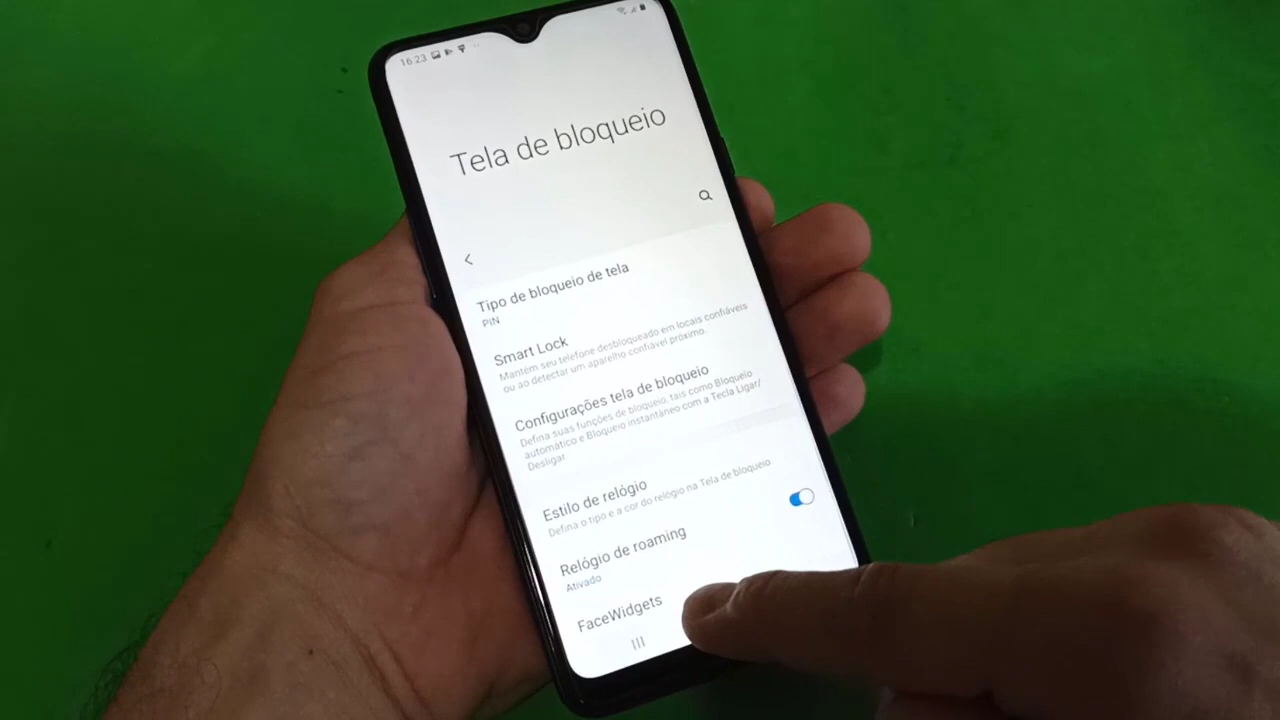 16:23
Tela de bloqueio
Tipo de bloqueio de tela
PIN
Smart Lock
Mantém seu telefone desbloqueado em locais confiáveis
ou ao detectar um aparelho confiável próximo.
Configurações tela de bloqueio
Defina suas funções de bloqueio, tais como Bloqueio
automático e Bloqueio instantâneo com a Tecla Ligar/
Desligar.
Estilo de relógio
Defina o tipo e a cor do relógio na Tela de bloqueio
Relógio de roaming
Ativado
FaceWidgets